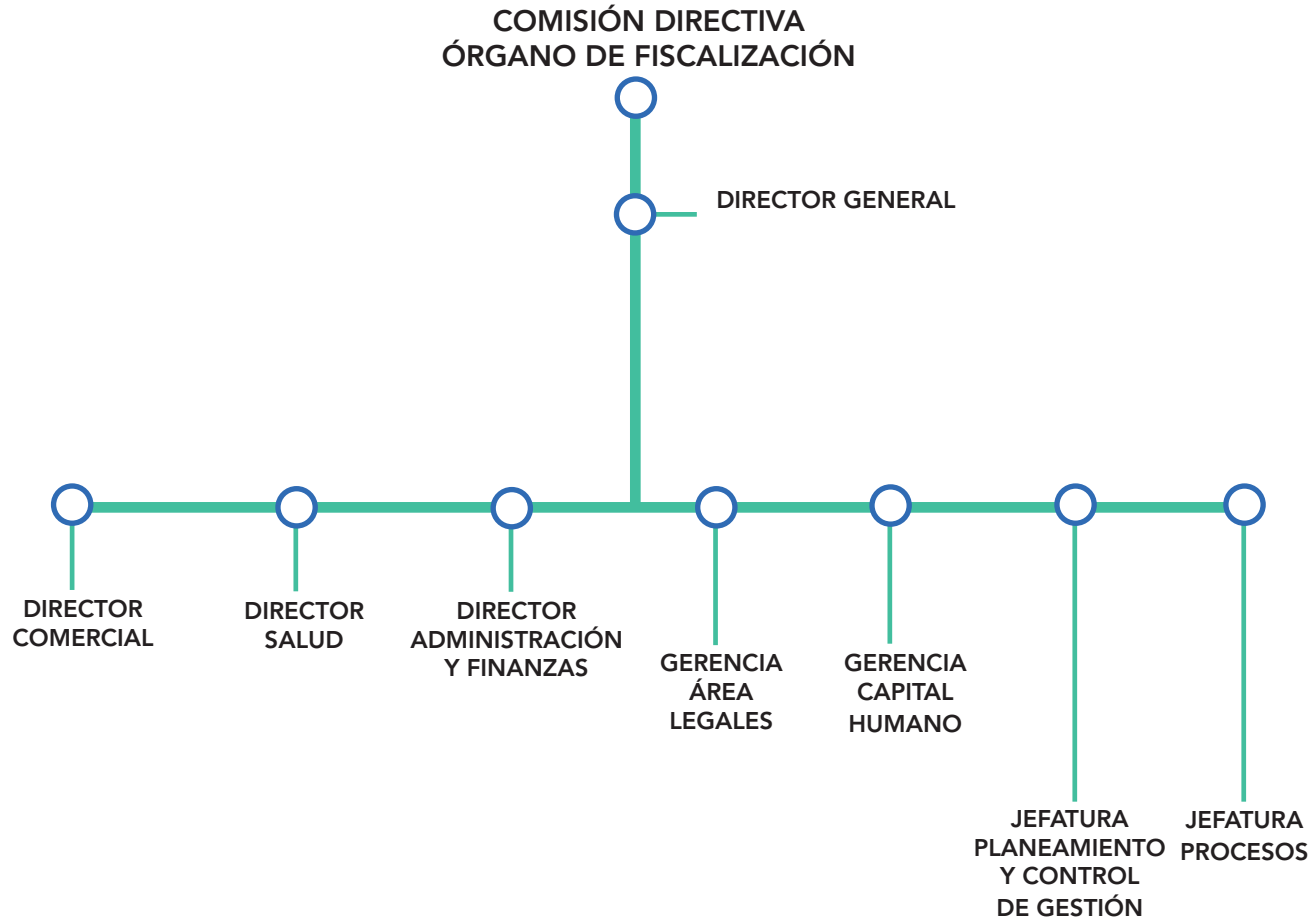 COMISIÓN DIRECTIVA
ÓRGANO DE FISCALIZACIÓN
DIRECTOR GENERAL
DIRECTOR
COMERCIAL
DIRECTOR
SALUD
DIRECTOR
ADMINISTRACIÓN
Y FINANZAS
GERENCIA
ÁREA
LEGALES
GERENCIA
CAPITAL
HUMANO
JEFATURA
PLANEAMIENTO
Y CONTROL
DE GESTIÓN
JEFATURA
PROCESOS